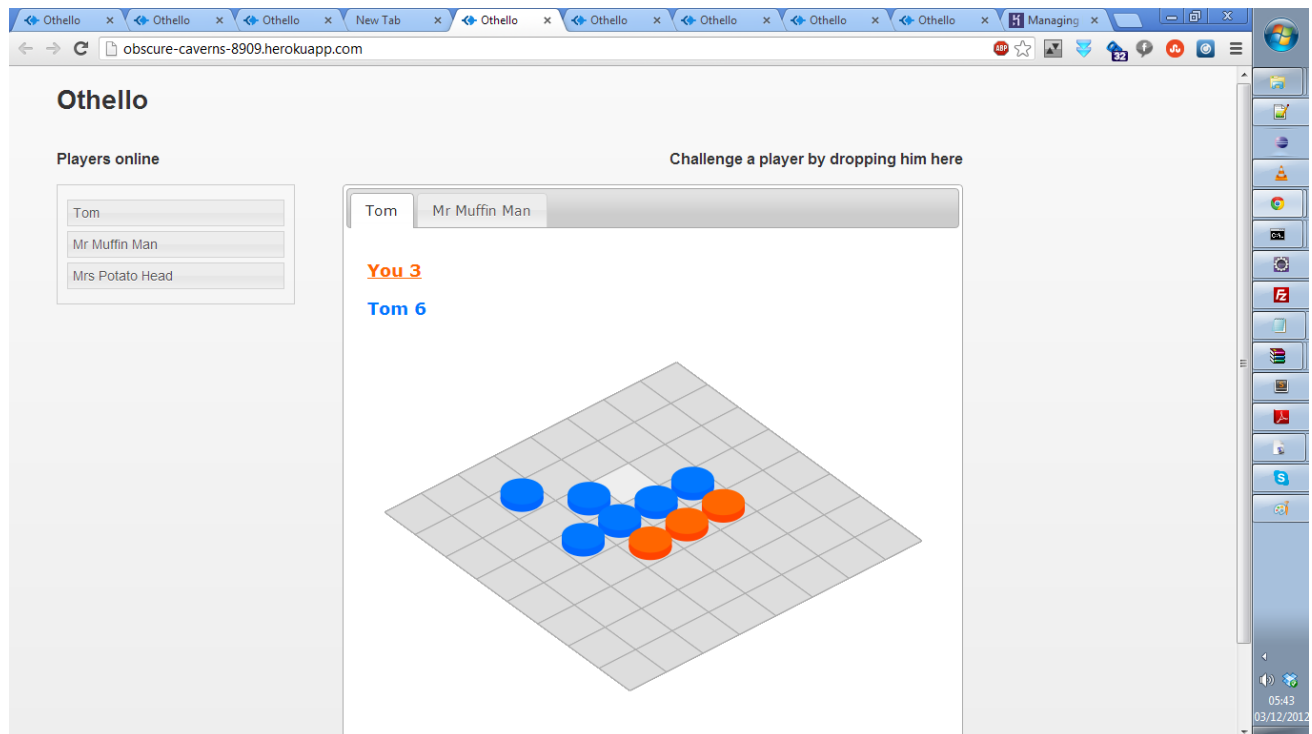 Othello
Othello
Othello
New Tab
Othello
Othello
Othello
Othello
Othello
Managing
obscure-caverns-8909.herokuapp.com
ABP
32
Othello
Players online
Challenge a player by dropping him here
Tom
Mr Muffin Man
Mrs Potato Head
Tom
Mr Muffin Man
You 3
Tom 6
05:43
03/12/2012